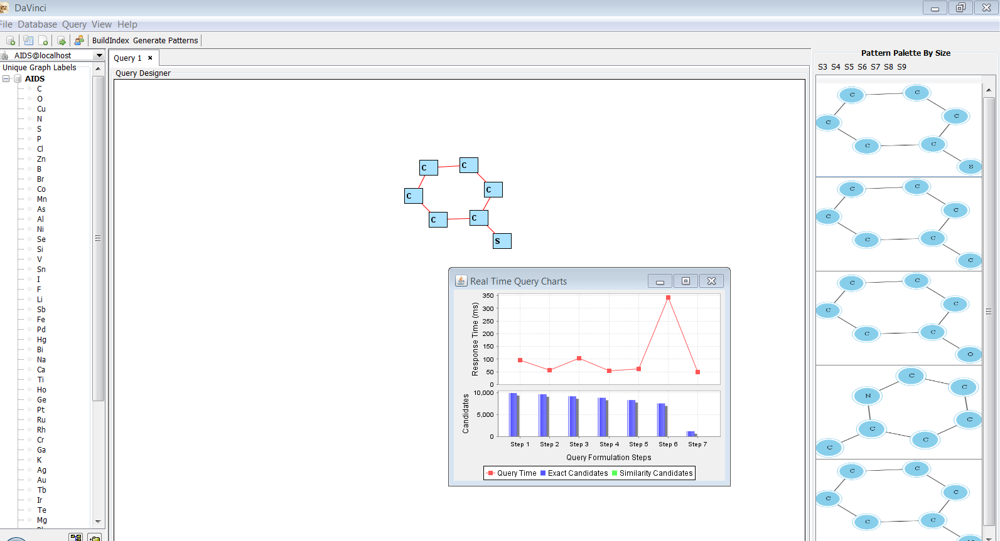 DaVinci
File Database Query View Help
BuildIndex Generate Patterns
AIDS@localhost
Unique Graph Labels
AIDS
C
O
Cu
N
S
P
Cl
Zn
B
Br
Co
Mn
As
Al
Ni
Se
Si
V
Sn
I
F
Li
Sb
Fe
Pd
Hg
Bi
Na
Ca
Ti
Ho
Ge
Pt
Ru
Rh
Cr
Ga
K
Ag
Au
Tb
Ir
Te
Mg
Query 1
Query Designer
C C
C C
C C
S
Real Time Query Charts
Response Time (ms)
350
300
250
200
150
100
50
0
Candidates
10,000
5,000
0
Step 1 Step 2 Step 3 Step 4 Step 5 Step 6 Step 7
Query Formulation Steps
Query Time Exact Candidates Similarity Candidates
Pattern Palette By Size
S3 S4 S5 S6 S7 S8 S9
C C
C C
C C
S
C C
C C
C C
C
C C
C C
C C
O
C
N C
C C
C C
C C
C C
C C